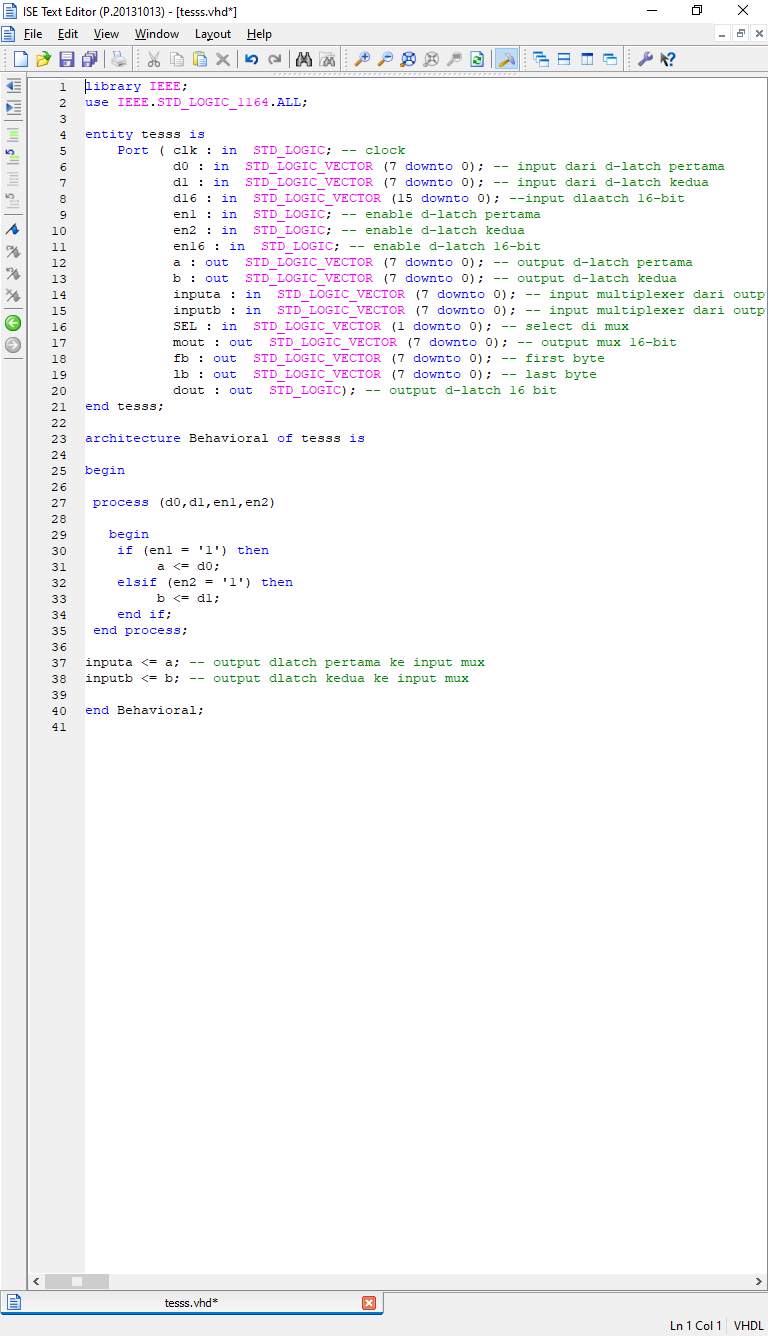 ISE Text Editor (P.20131013) - [tesss.vhd*]
File Edit View Window Layout Help
1 library IEEE;
2 use IEEE.STD_LOGIC_1164.ALL;
3
4 entity tesss is
5 Port ( clk : in STD_LOGIC; -- clock
6 d0 : in STD_LOGIC_VECTOR (7 downto 0); -- input dari d-latch pertama
7 d1 : in STD_LOGIC_VECTOR (7 downto 0); -- input dari d-latch kedua
8 d16 : in STD_LOGIC_VECTOR (15 downto 0); --input dlaatch 16-bit
9 en1 : in STD_LOGIC; -- enable d-latch pertama
10 en2 : in STD_LOGIC; -- enable d-latch kedua
11 en16 : in STD_LOGIC; -- enable d-latch 16-bit
12 a : out STD_LOGIC_VECTOR (7 downto 0); -- output d-latch pertama
13 b : out STD_LOGIC_VECTOR (7 downto 0); -- output d-latch kedua
14 inputa : in STD_LOGIC_VECTOR (7 downto 0); -- input multiplexer dari outp
15 inputb : in STD_LOGIC_VECTOR (7 downto 0); -- input multiplexer dari outp
16 SEL : in STD_LOGIC_VECTOR (1 downto 0); -- select di mux
17 mout : out STD_LOGIC_VECTOR (7 downto 0); -- output mux 16-bit
18 fb : out STD_LOGIC_VECTOR (7 downto 0); -- first byte
19 lb : out STD_LOGIC_VECTOR (7 downto 0); -- last byte
20 dout : out STD_LOGIC); -- output d-latch 16 bit
21 end tesss;
22
23 architecture Behavioral of tesss is
24
25 begin
26
27 process (d0,d1,en1,en2)
28
29 begin
30 if (en1 = '1') then
31 a <= d0;
32 elsif (en2 = '1') then
33 b <= d1;
34 end if;
35 end process;
36
37 inputa <= a; -- output dlatch pertama ke input mux
38 inputb <= b; -- output dlatch kedua ke input mux
39
40 end Behavioral;
41
tesss.vhd*
Ln 1 Col 1 VHDL